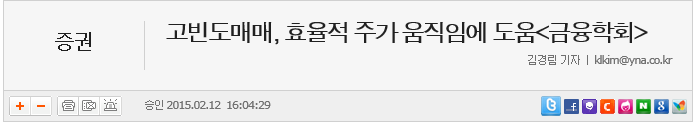 증권
고빈도매매, 효율적 주가 움직임에 도움<금융학회>
김경림 기자 | klkim@yna.co.kr
승인 2015.02.12 16:04:29